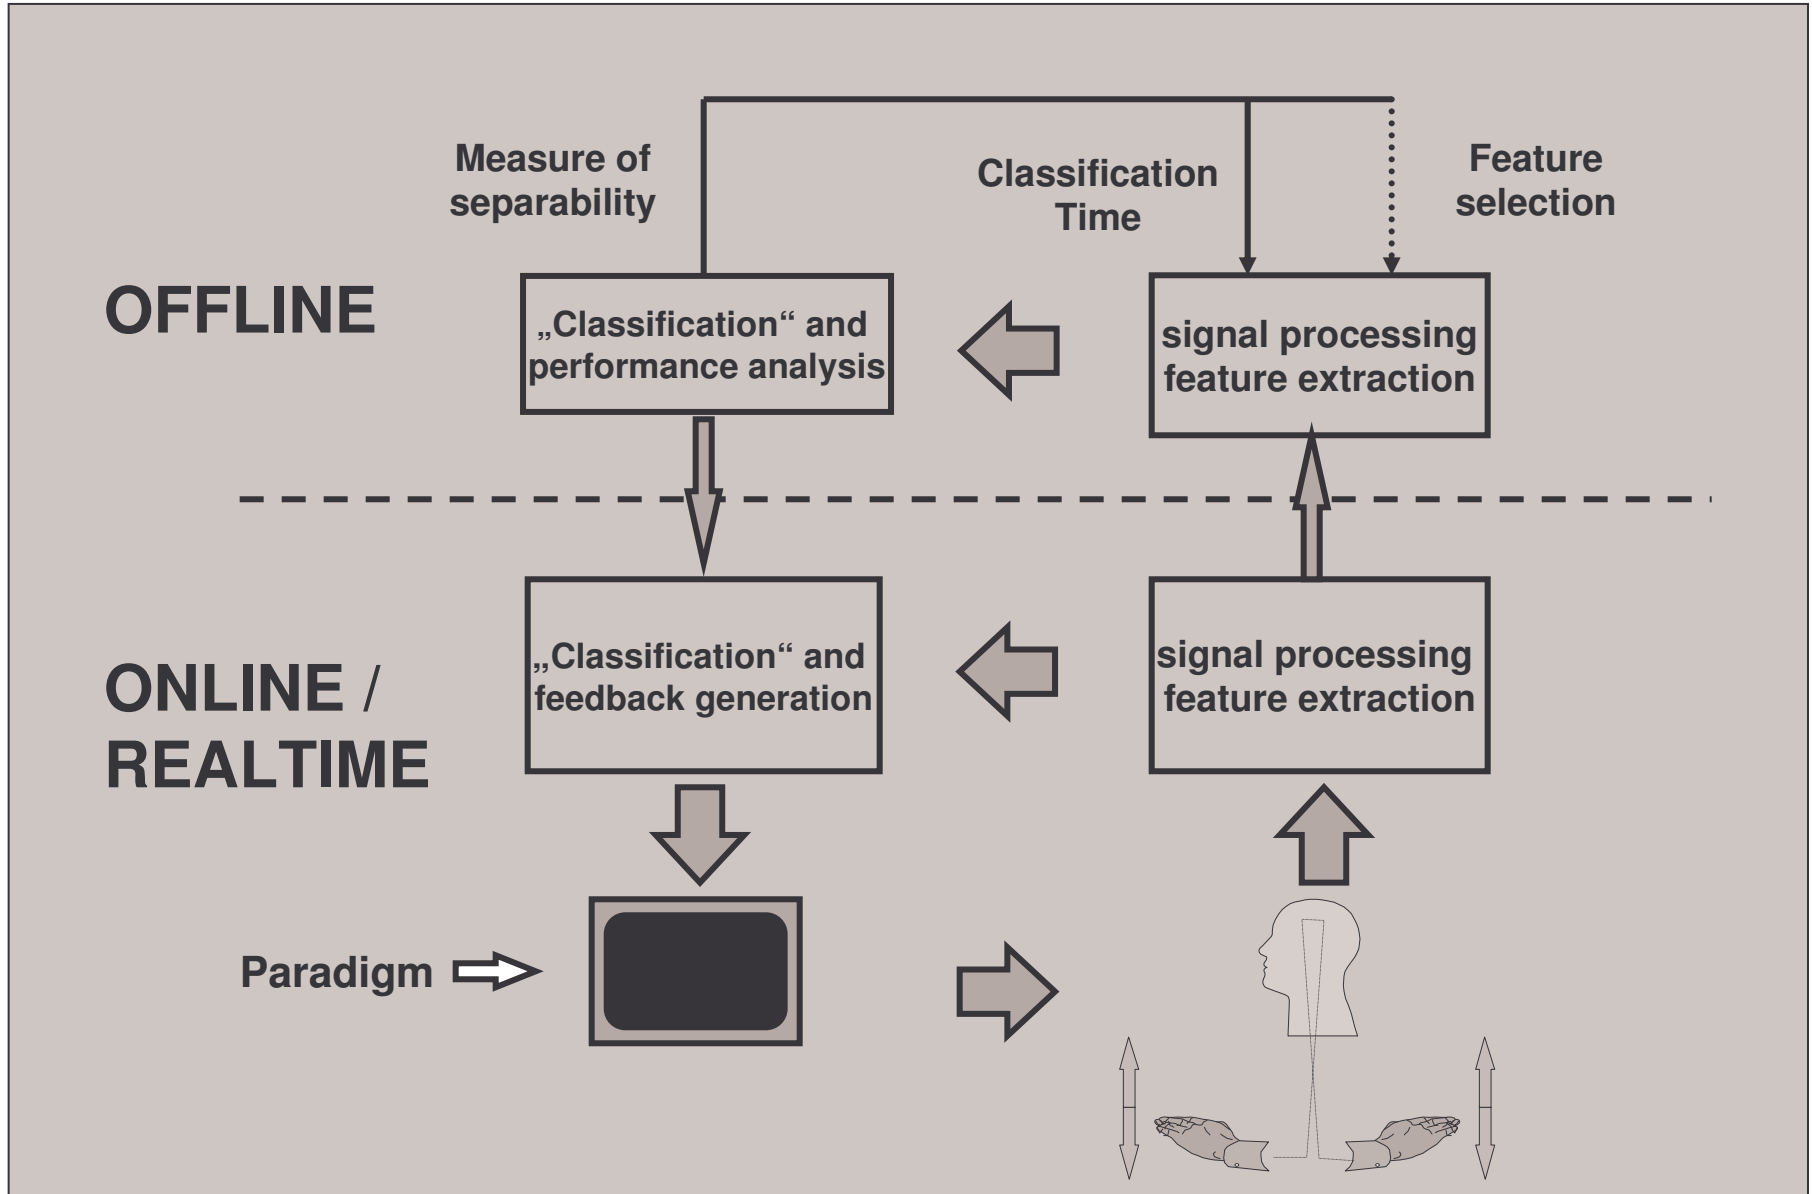 Measure of
separability
Classification
Time
Feature
selection
OFFLINE
„Classification“ and
performance analysis
signal processing
feature extraction
ONLINE /
REALTIME
„Classification“ and
feedback generation
signal processing
feature extraction
Paradigm